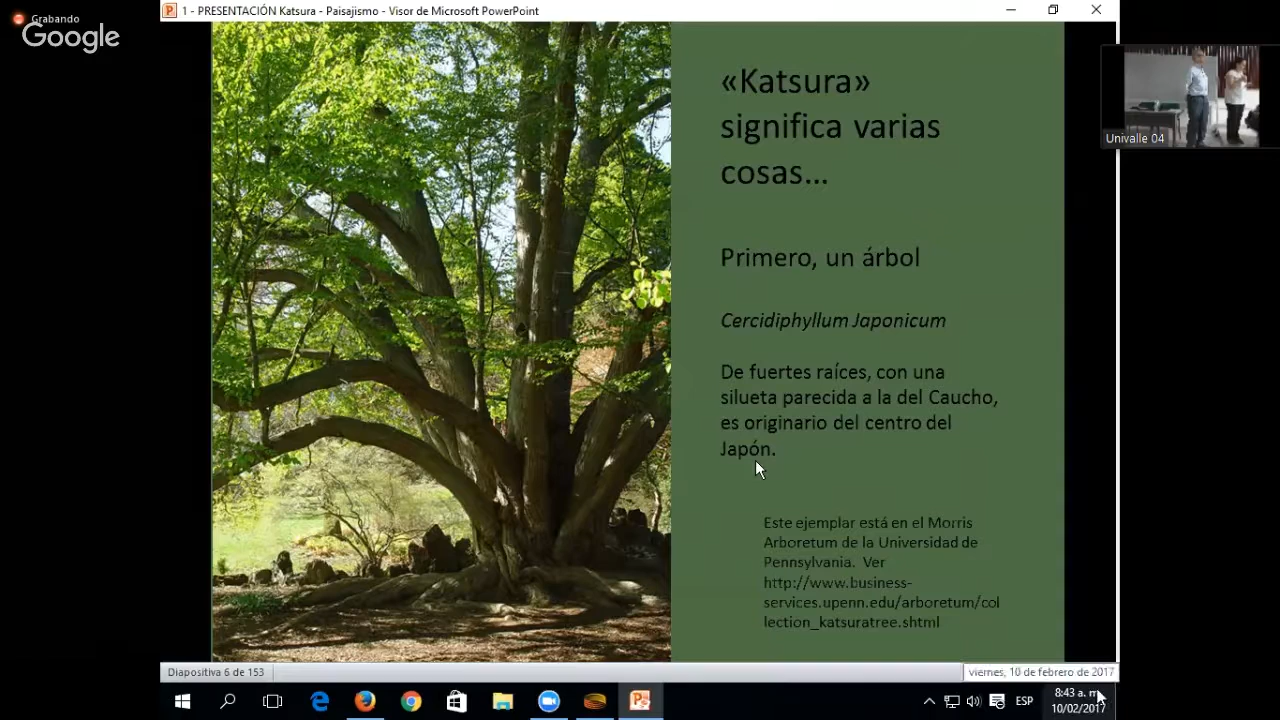 Grabando
Google
1 - PRESENTACIÓN Katsura - Paisajismo - Visor de Microsoft PowerPoint
«Katsura»
significa varias
cosas...
Primero, un árbol
Cercidiphyllum Japonicum
De fuertes raíces, con una
silueta parecida a la del Caucho,
es originario del centro del
Japón.
Este ejemplar está en el Morris
Arboretum de la Universidad de
Pennsylvania. Ver
http://www.business-
services.upenn.edu/arboretum/col
lection_katsuratree.shtml
Univalle 04
Diapositiva 6 de 153
viernes, 10 de febrero de 2017
ESP
8:43 a. m.
10/02/2017